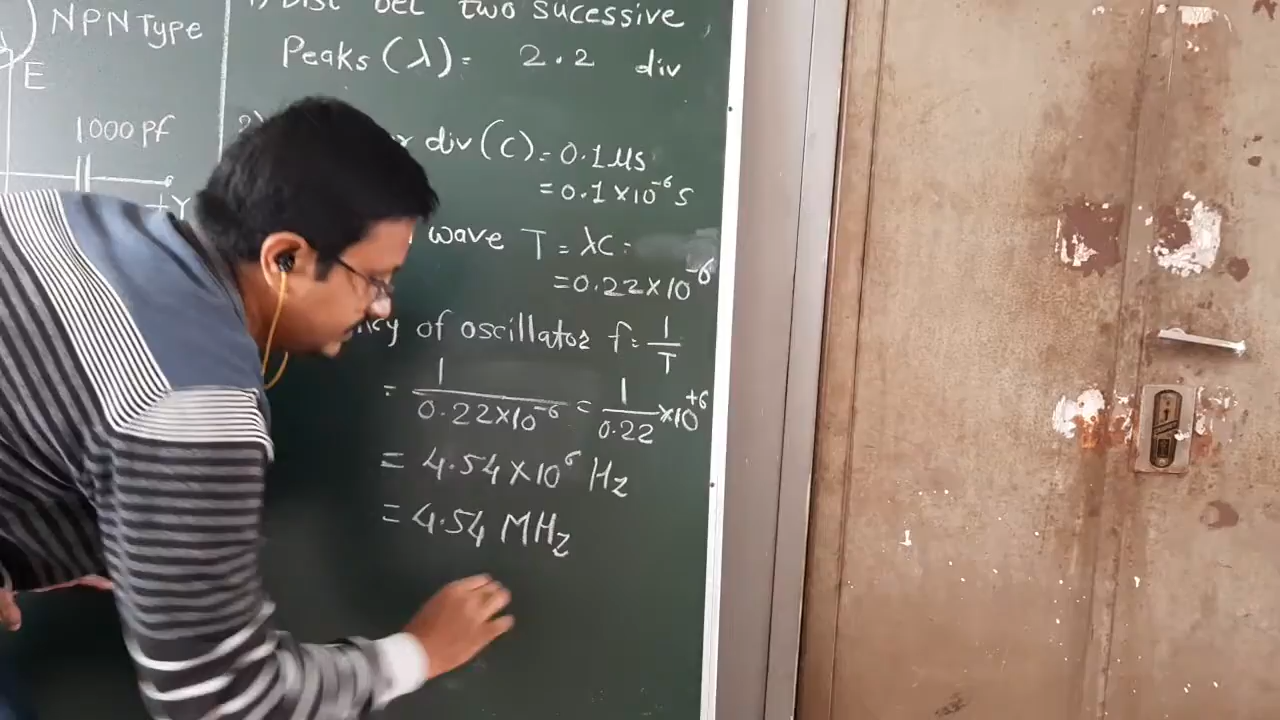 NPN Type
E
1000 pf
+Y
two sucessive
Peaks (λ) = 2.2 div
2)
div (C) = 0.1 μs
= 0.1 × 10⁻⁶ s
wave T = λC =
= 0.22 × 10⁻⁶
of oscillator f = 1/T
= 1/0.22 × 10⁻⁶ = 1/0.22 × 10⁺⁶
= 4.54 × 10⁶ Hz
= 4.54 MHz